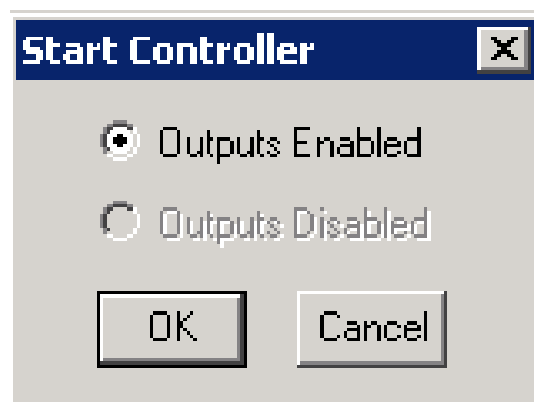 Start Controller
Outputs Enabled
Outputs Disabled
OK Cancel